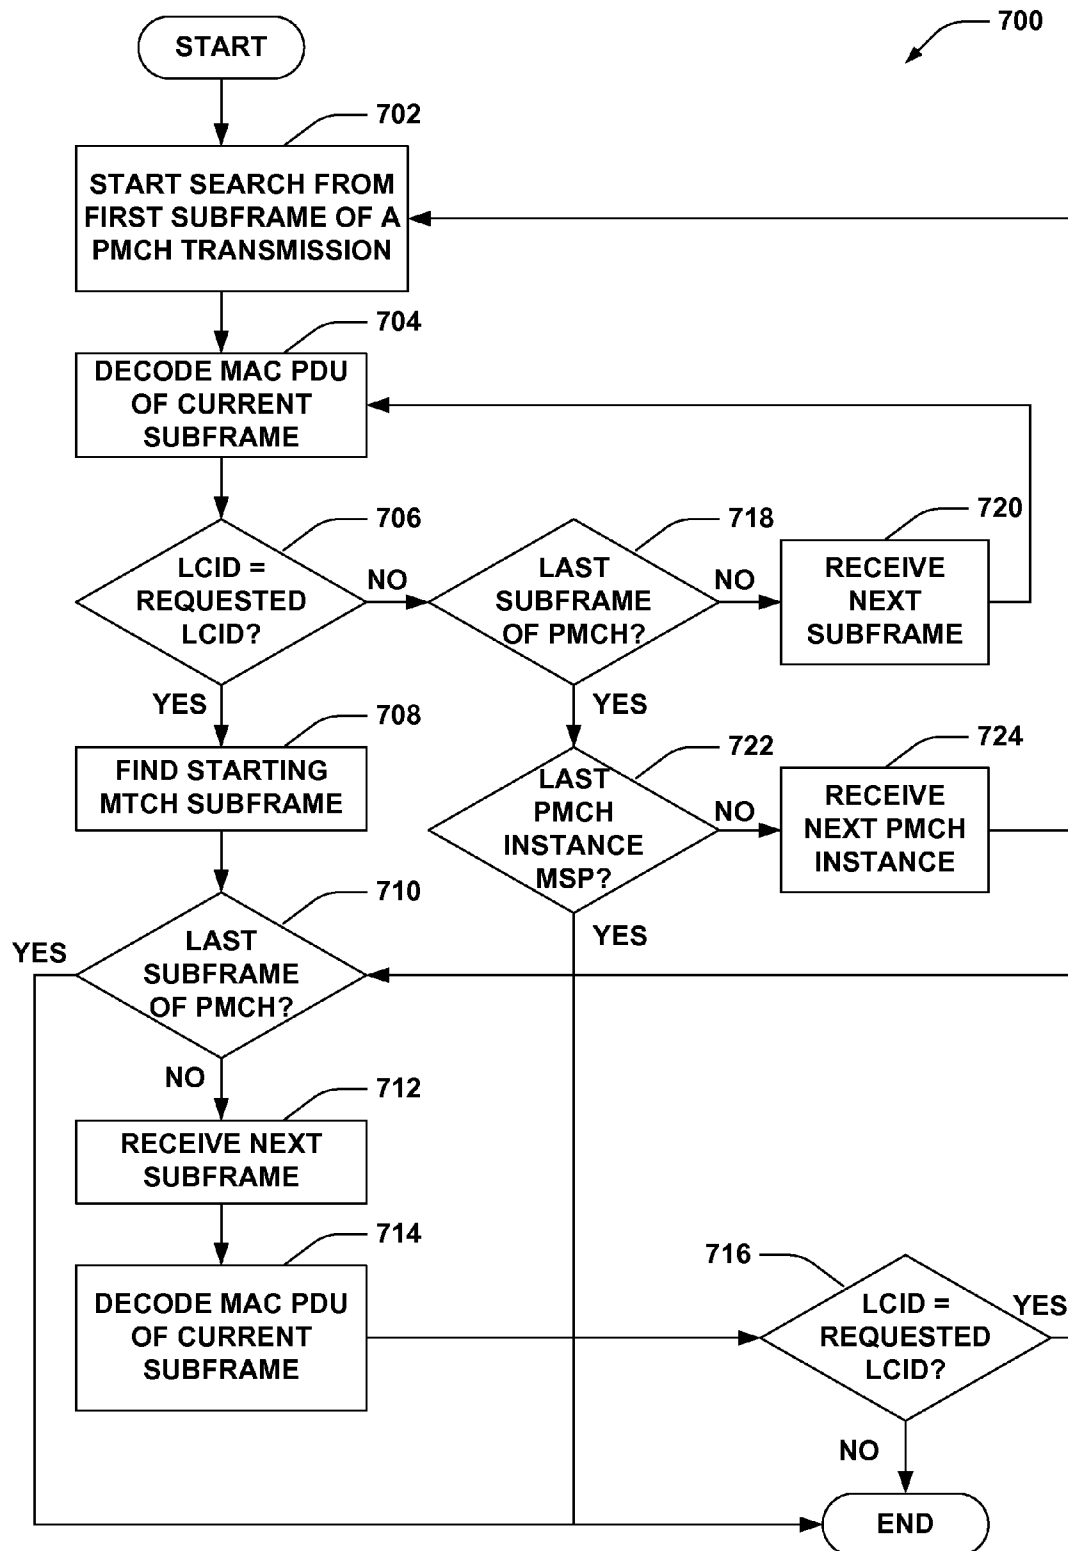 700
START
702
START SEARCH FROM
FIRST SUBFRAME OF A
PMCH TRANSMISSION
704
DECODE MAC PDU
OF CURRENT
SUBFRAME
706
LCID =
REQUESTED
LCID?
NO
YES
718
LAST
SUBFRAME
OF PMCH?
NO
YES
720
RECEIVE
NEXT
SUBFRAME
708
FIND STARTING
MTCH SUBFRAME
722
LAST
PMCH
INSTANCE
MSP?
NO
YES
724
RECEIVE
NEXT PMCH
INSTANCE
710
LAST
SUBFRAME
OF PMCH?
YES
NO
712
RECEIVE NEXT
SUBFRAME
714
DECODE MAC PDU
OF CURRENT
SUBFRAME
716
LCID =
REQUESTED
LCID?
YES
NO
END